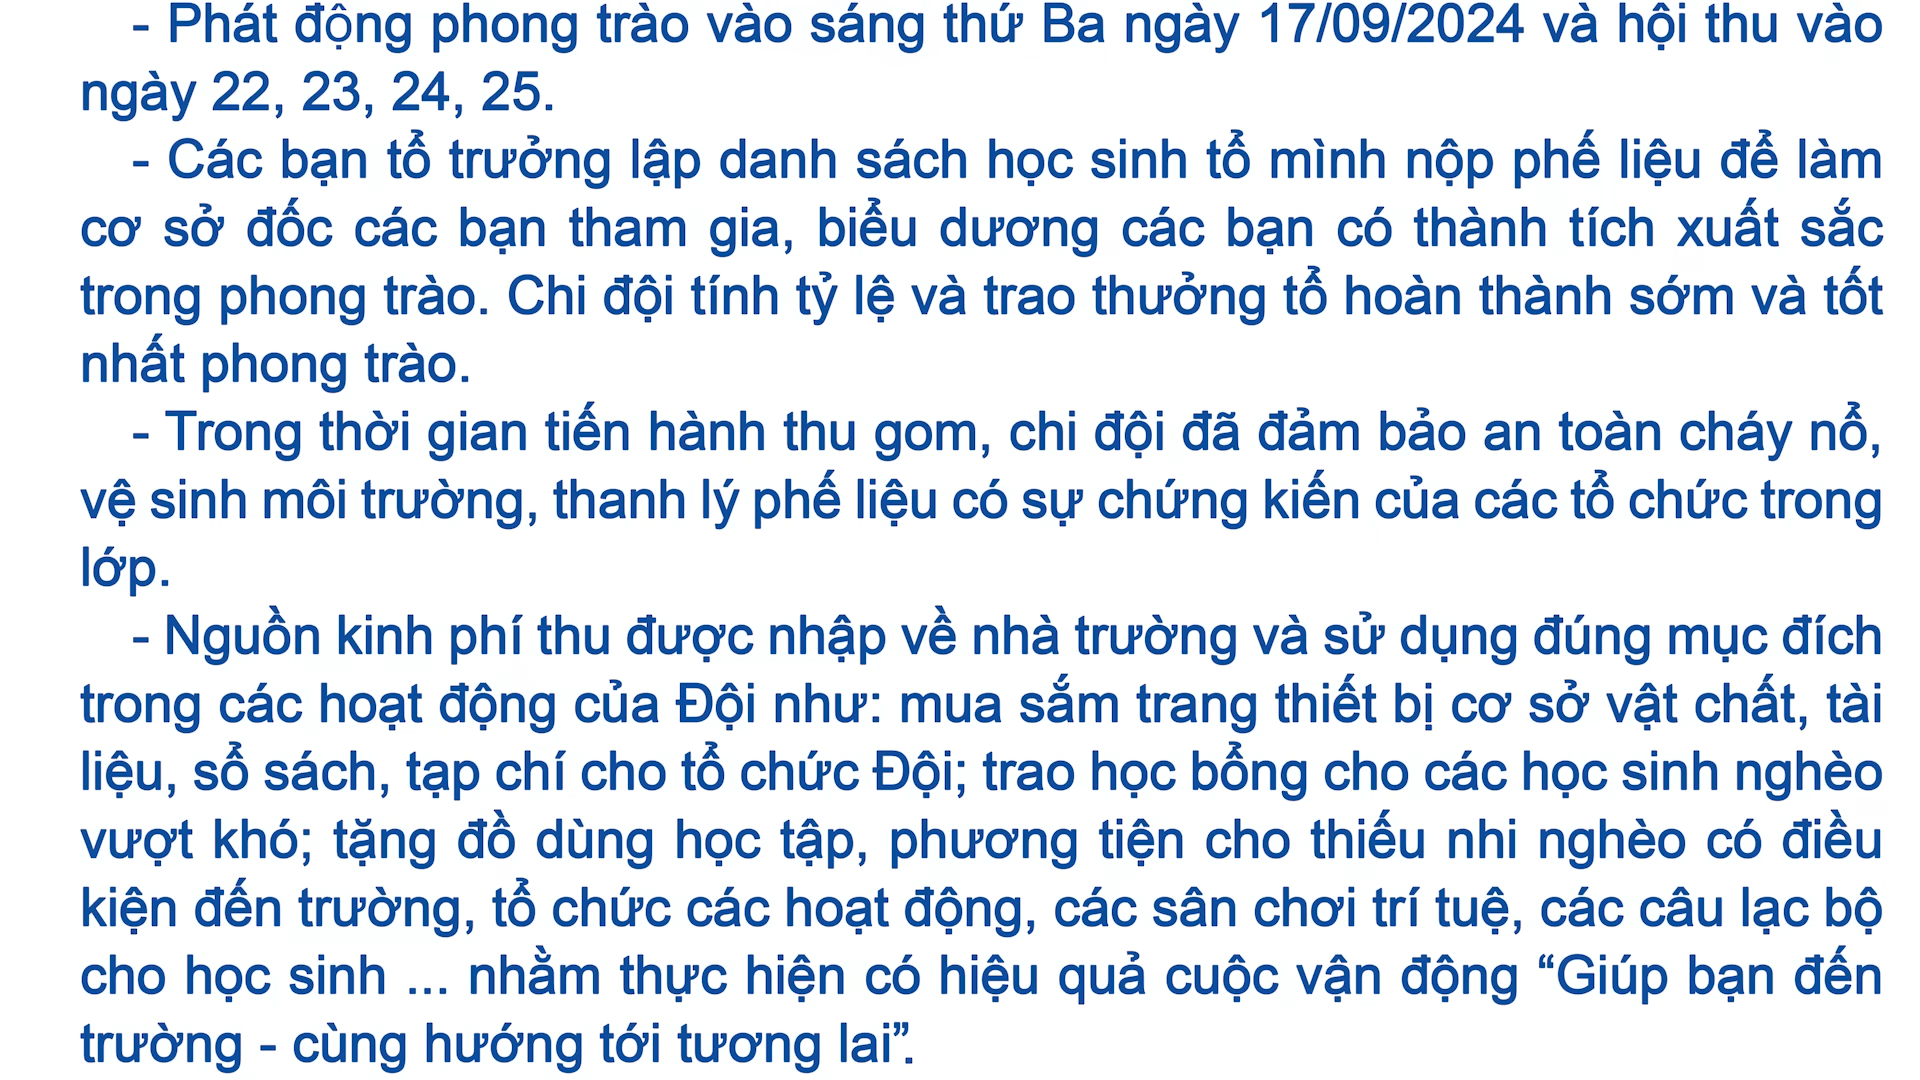 - Phát động phong trào vào sáng thứ Ba ngày 17/09/2024 và hội thu vào
ngày 22, 23, 24, 25.
- Các bạn tổ trưởng lập danh sách học sinh tổ mình nộp phế liệu để làm
cơ sở đốc các bạn tham gia, biểu dương các bạn có thành tích xuất sắc
trong phong trào. Chi đội tính tỷ lệ và trao thưởng tổ hoàn thành sớm và tốt
nhất phong trào.
- Trong thời gian tiến hành thu gom, chi đội đã đảm bảo an toàn cháy nổ,
vệ sinh môi trường, thanh lý phế liệu có sự chứng kiến của các tổ chức trong
lớp.
- Nguồn kinh phí thu được nhập về nhà trường và sử dụng đúng mục đích
trong các hoạt động của Đội như: mua sắm trang thiết bị cơ sở vật chất, tài
liệu, sổ sách, tạp chí cho tổ chức Đội; trao học bổng cho các học sinh nghèo
vượt khó; tặng đồ dùng học tập, phương tiện cho thiếu nhi nghèo có điều
kiện đến trường, tổ chức các hoạt động, các sân chơi trí tuệ, các câu lạc bộ
cho học sinh ... nhằm thực hiện có hiệu quả cuộc vận động “Giúp bạn đến
trường - cùng hướng tới tương lai”.